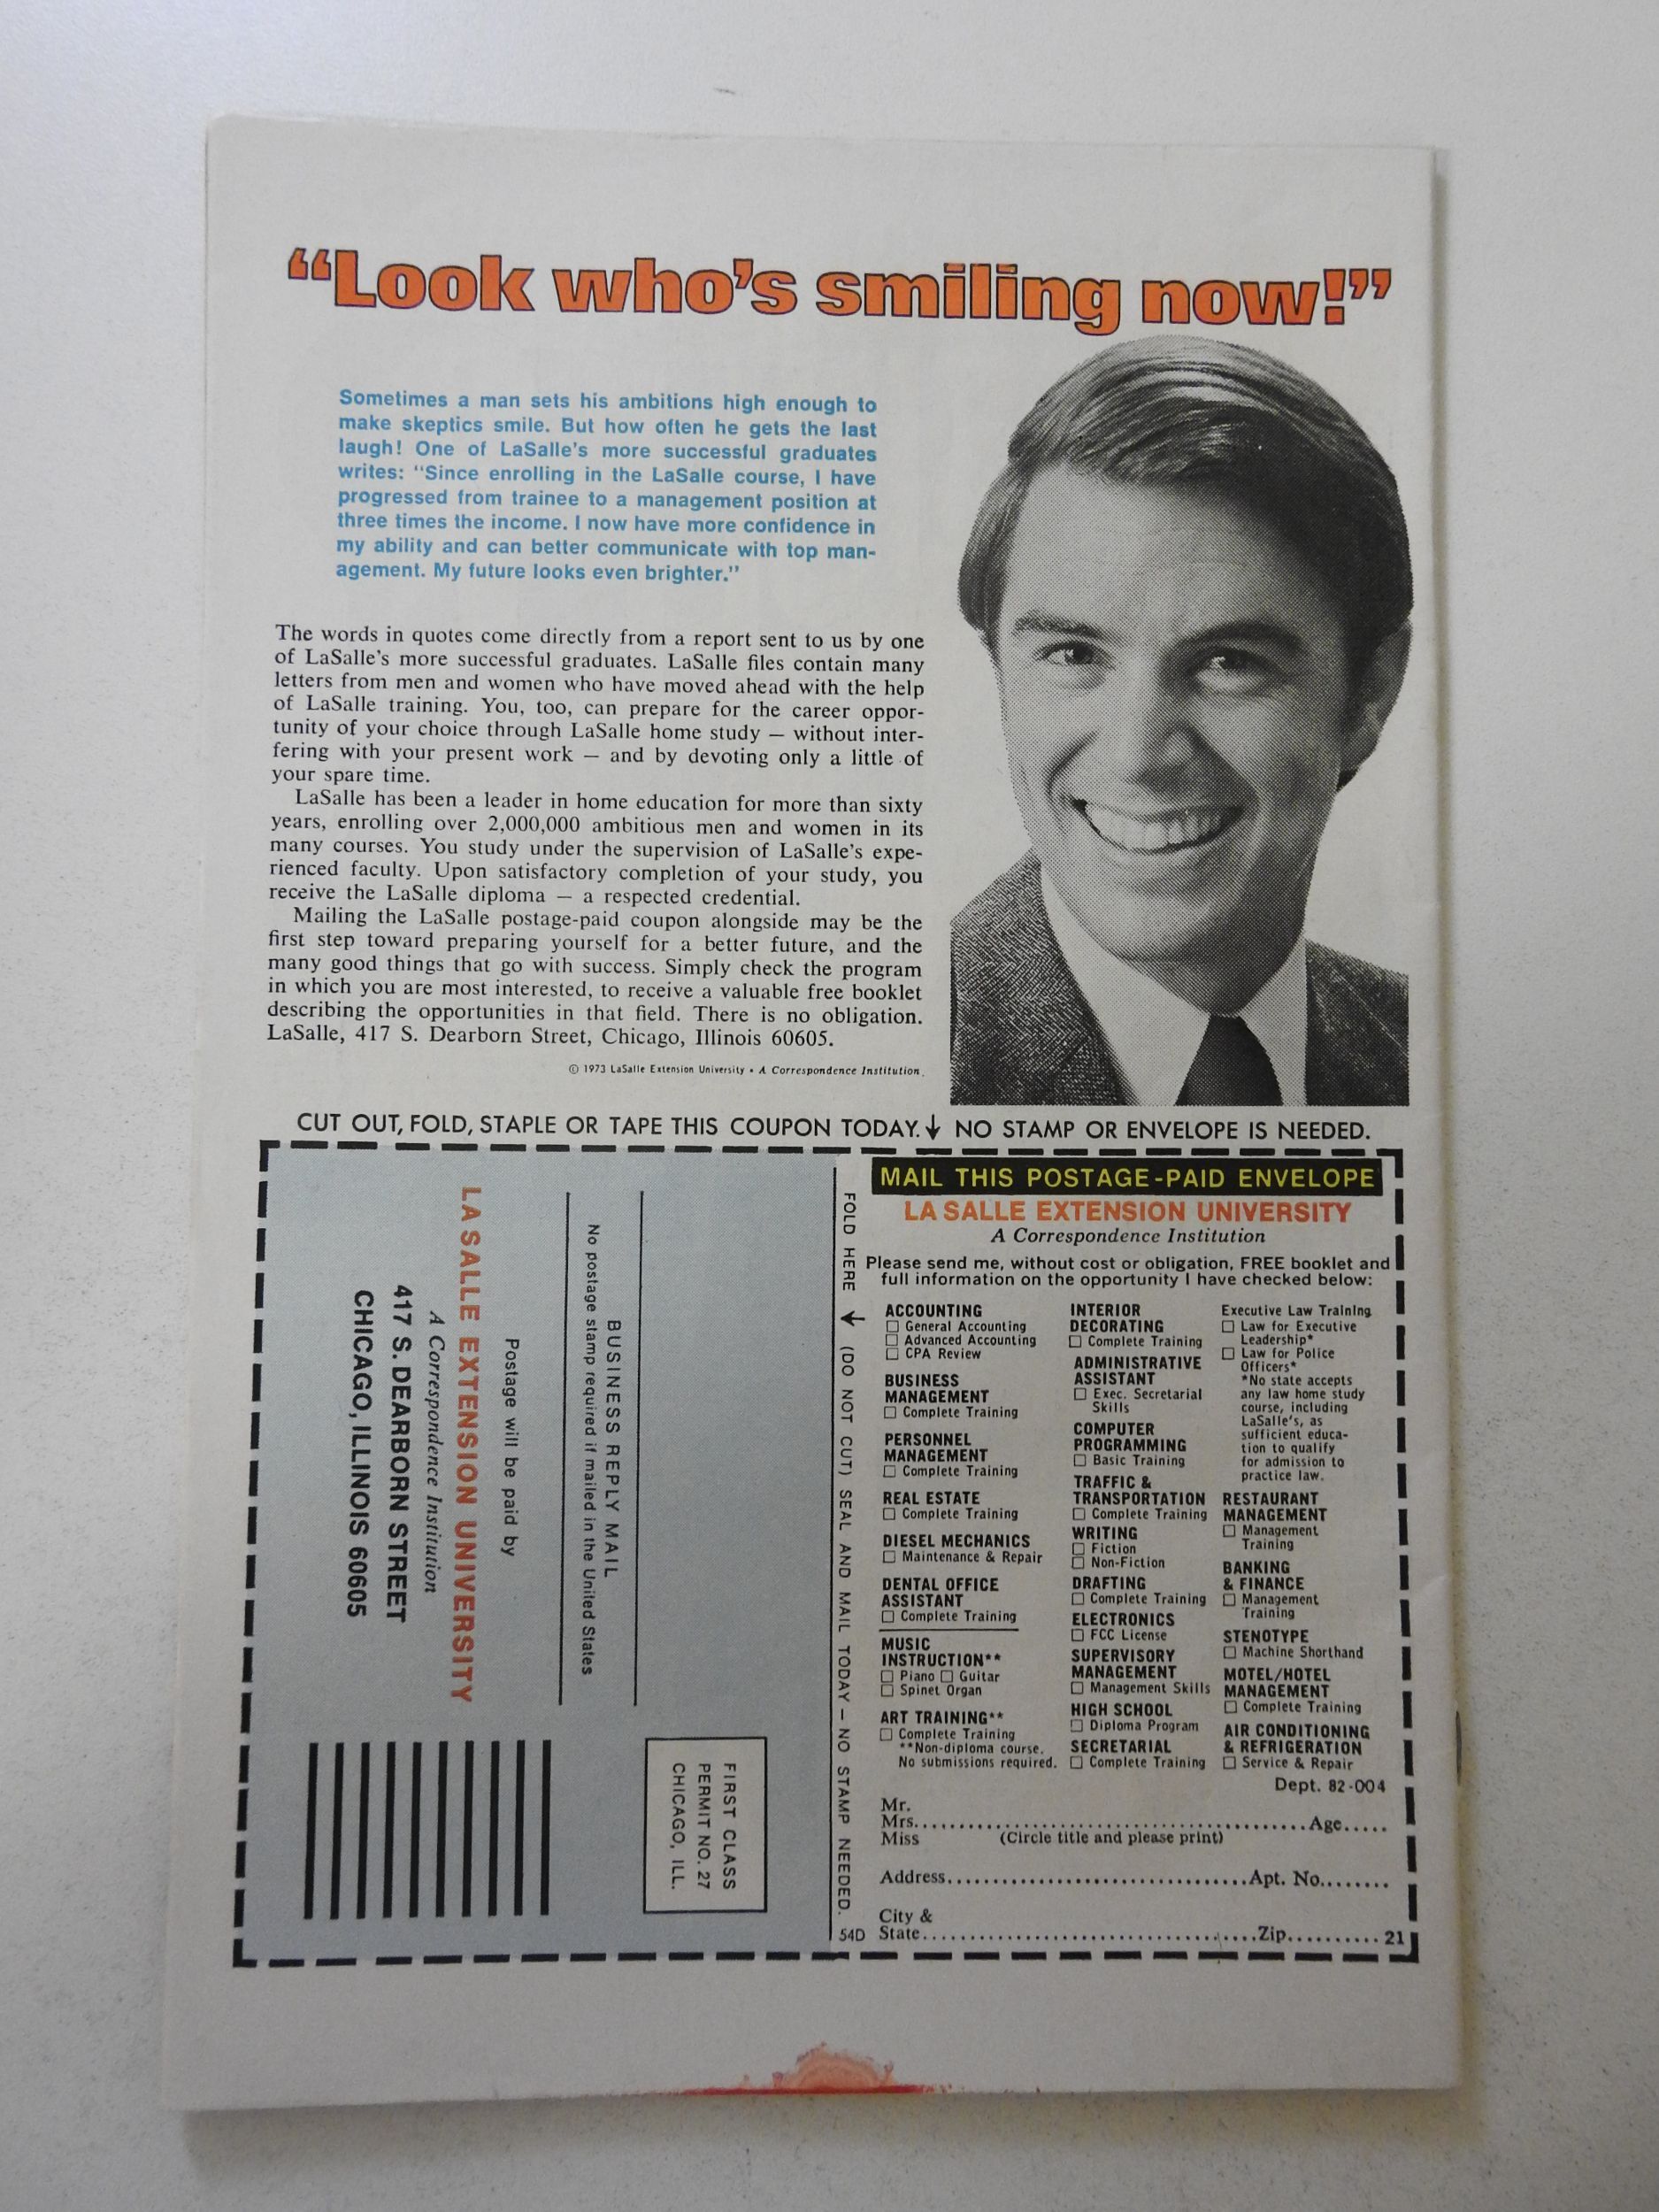 “Look who’s smiling now!”
Sometimes a man sets his ambitions high enough to
make skeptics smile. But how often he gets the last
laugh! One of LaSalle’s more successful graduates
writes: “Since enrolling in the LaSalle course, I have
progressed from trainee to a management position at
three times the income. I now have more confidence in
my ability and can better communicate with top man-
agement. My future looks even brighter.”
The words in quotes come directly from a report sent to us by one
of LaSalle’s more successful graduates. LaSalle files contain many
letters from men and women who have moved ahead with the help
of LaSalle training. You, too, can prepare for the career oppor-
tunity of your choice through LaSalle home study — without inter-
fering with your present work — and by devoting only a little of
your spare time.
LaSalle has been a leader in home education for more than sixty
years, enrolling over 2,000,000 ambitious men and women in its
many courses. You study under the supervision of LaSalle’s expe-
rienced faculty. Upon satisfactory completion of your study, you
receive the LaSalle diploma — a respected credential.
Mailing the LaSalle postage-paid coupon alongside may be the
first step toward preparing yourself for a better future, and the
many good things that go with success. Simply check the program
in which you are most interested, to receive a valuable free booklet
describing the opportunities in that field. There is no obligation.
LaSalle, 417 S. Dearborn Street, Chicago, Illinois 60605.
© 1973 LaSalle Extension University • A Correspondence Institution.
CUT OUT, FOLD, STAPLE OR TAPE THIS COUPON TODAY.↓ NO STAMP OR ENVELOPE IS NEEDED.
FIRST CLASS
PERMIT NO. 27
CHICAGO, ILL.
BUSINESS REPLY MAIL
No postage stamp required if mailed in the United States
Postage will be paid by
LA SALLE EXTENSION UNIVERSITY
A Correspondence Institution
417 S. DEARBORN STREET
CHICAGO, ILLINOIS 60605
FOLD HERE ↓ (DO NOT CUT) SEAL AND MAIL TODAY – NO STAMP NEEDED.
54D
MAIL THIS POSTAGE-PAID ENVELOPE
LA SALLE EXTENSION UNIVERSITY
A Correspondence Institution
Please send me, without cost or obligation, FREE booklet and
full information on the opportunity I have checked below:
ACCOUNTING
☐ General Accounting
☐ Advanced Accounting
☐ CPA Review
BUSINESS
MANAGEMENT
☐ Complete Training
PERSONNEL
MANAGEMENT
☐ Complete Training
REAL ESTATE
☐ Complete Training
DIESEL MECHANICS
☐ Maintenance & Repair
DENTAL OFFICE
ASSISTANT
☐ Complete Training
MUSIC
INSTRUCTION**
☐ Piano ☐ Guitar
☐ Spinet Organ
ART TRAINING**
☐ Complete Training
**Non-diploma course.
No submissions required.
INTERIOR
DECORATING
☐ Complete Training
ADMINISTRATIVE
ASSISTANT
☐ Exec. Secretarial
Skills
COMPUTER
PROGRAMMING
☐ Basic Training
TRAFFIC &
TRANSPORTATION
☐ Complete Training
WRITING
☐ Fiction
☐ Non-Fiction
DRAFTING
☐ Complete Training
ELECTRONICS
☐ FCC License
SUPERVISORY
MANAGEMENT
☐ Management Skills
HIGH SCHOOL
☐ Diploma Program
SECRETARIAL
☐ Complete Training
Executive Law Training
☐ Law for Executive
Leadership*
☐ Law for Police
Officers*
*No state accepts
any law home study
course, including
LaSalle’s, as
sufficient educa-
tion to qualify
for admission to
practice law.
RESTAURANT
MANAGEMENT
☐ Management
Training
BANKING
& FINANCE
☐ Management
Training
STENOTYPE
☐ Machine Shorthand
MOTEL/HOTEL
MANAGEMENT
☐ Complete Training
AIR CONDITIONING
& REFRIGERATION
☐ Service & Repair
Dept. 82-004
Mr.
Mrs.......................................................Age.....
Miss (Circle title and please print)
Address..........................................Apt. No........
City &
State..............................................Zip.......... 21